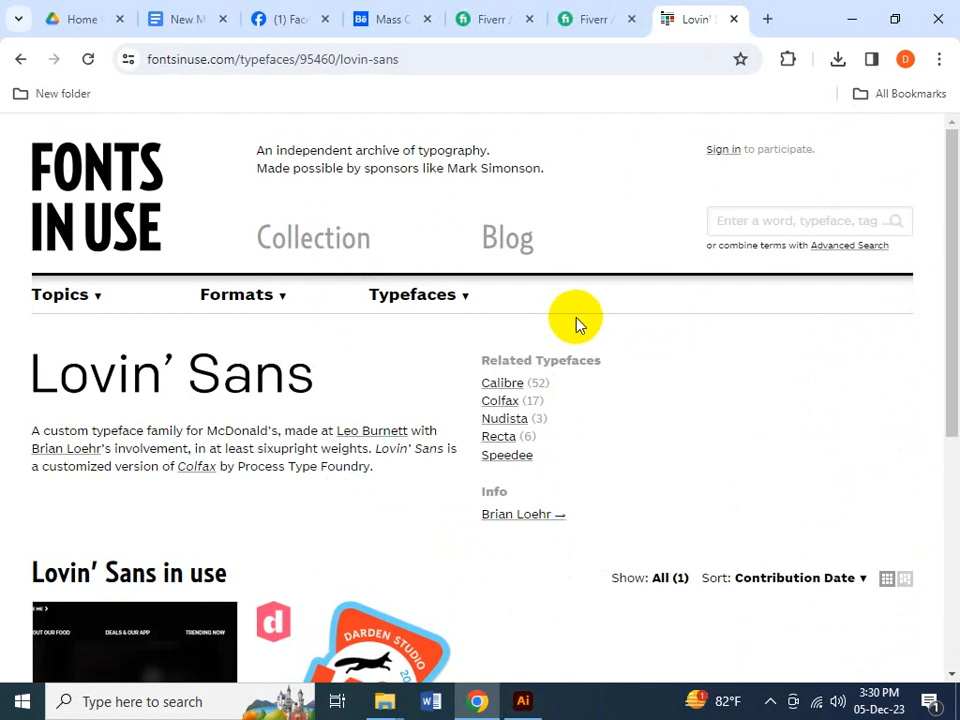 Home
New M
(1) Fac
Mass C
Fiverr /
Fiverr /
Lovin' S
fontsinuse.com/typefaces/95460/lovin-sans
D
New folder
All Bookmarks
FONTS
IN USE
An independent archive of typography.
Made possible by sponsors like Mark Simonson.
Sign in to participate.
Collection
Blog
Enter a word, typeface, tag ...
or combine terms with Advanced Search
Topics ▾
Formats ▾
Typefaces ▾
Lovin' Sans
A custom typeface family for McDonald's, made at Leo Burnett with
Brian Loehr's involvement, in at least sixupright weights. Lovin' Sans is
a customized version of Colfax by Process Type Foundry.
Related Typefaces
Calibre (52)
Colfax (17)
Nudista (3)
Recta (6)
Speedee
Info
Brian Loehr →
Lovin' Sans in use
Show: All (1) Sort: Contribution Date ▾
OUT OUR FOOD
DEALS & OUR APP
TRENDING NOW
d
DARDEN STUDIO
Type here to search
W
Ai
1
82°F
3:30 PM
05-Dec-23
1